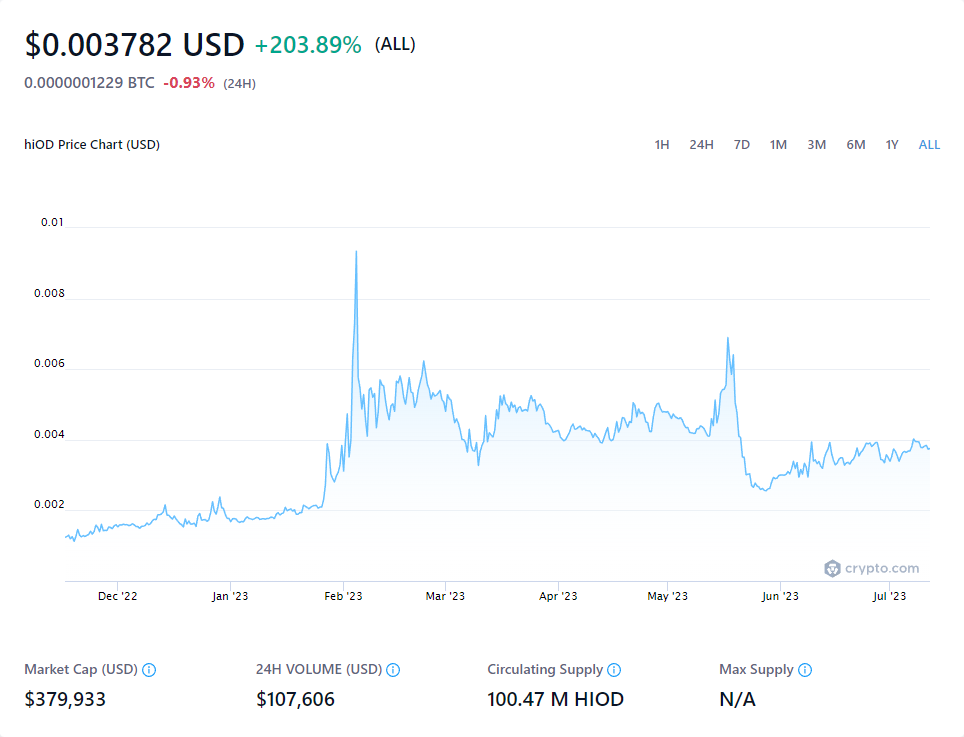 $0.003782 USD +203.89% (ALL)
0.0000001229 BTC -0.93% (24H)
hiOD Price Chart (USD) 1H 24H 7D 1M 3M 6M 1Y ALL
0.01
0.008
0.006
0.004
0.002
crypto.com
Dec '22 Jan '23 Feb '23 Mar '23 Apr '23 May '23 Jun '23 Jul '23
Market Cap (USD) 24H VOLUME (USD) Circulating Supply Max Supply
$379,933 $107,606 100.47 M HIOD N/A